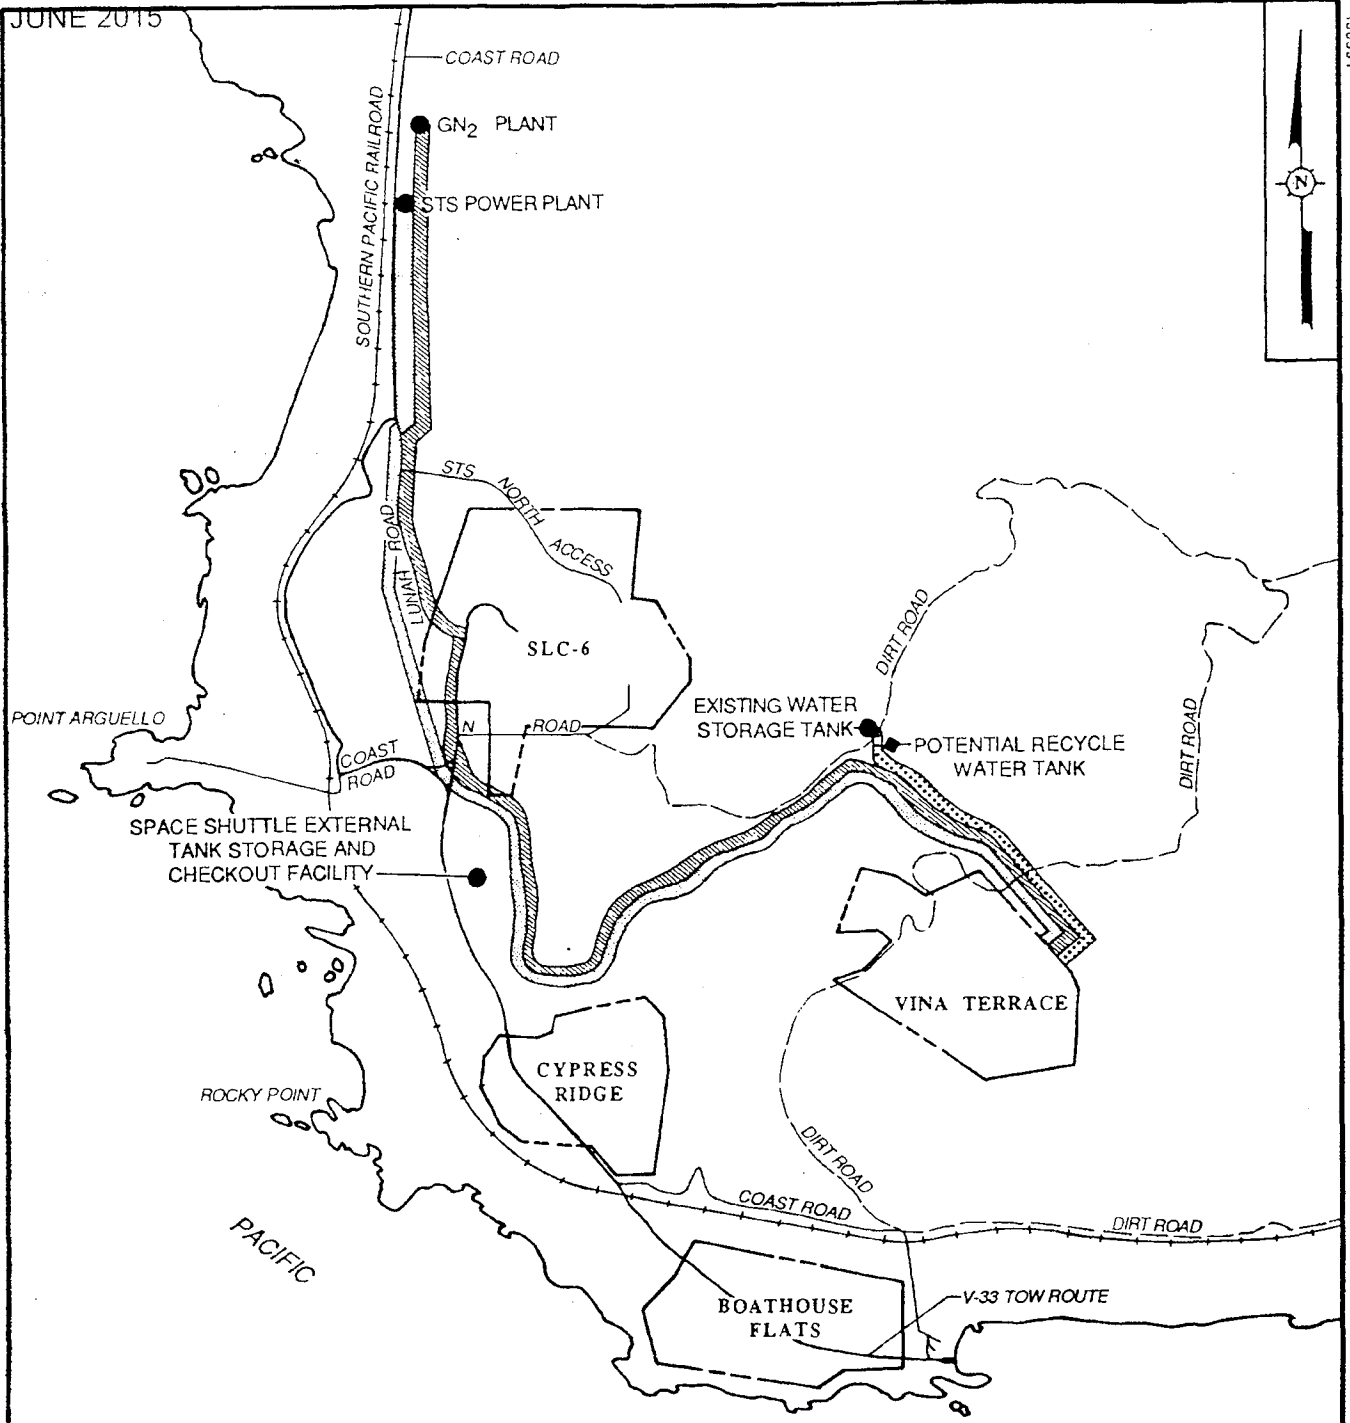 JUNE 2015
COAST ROAD
GN2 PLANT
SOUTHERN PACIFIC RAILROAD
STS POWER PLANT
N
STS NORTH ACCESS
ROAD
LUNAH
SLC-6
DIRT ROAD
EXISTING WATER
STORAGE TANK
POTENTIAL RECYCLE
WATER TANK
DIRT ROAD
POINT ARGUELLO
N ROAD
COAST
ROAD
SPACE SHUTTLE EXTERNAL
TANK STORAGE AND
CHECKOUT FACILITY
VINA TERRACE
CYPRESS
RIDGE
ROCKY POINT
DIRT ROAD
COAST ROAD
DIRT ROAD
PACIFIC
BOATHOUSE
FLATS
V-33 TOW ROUTE